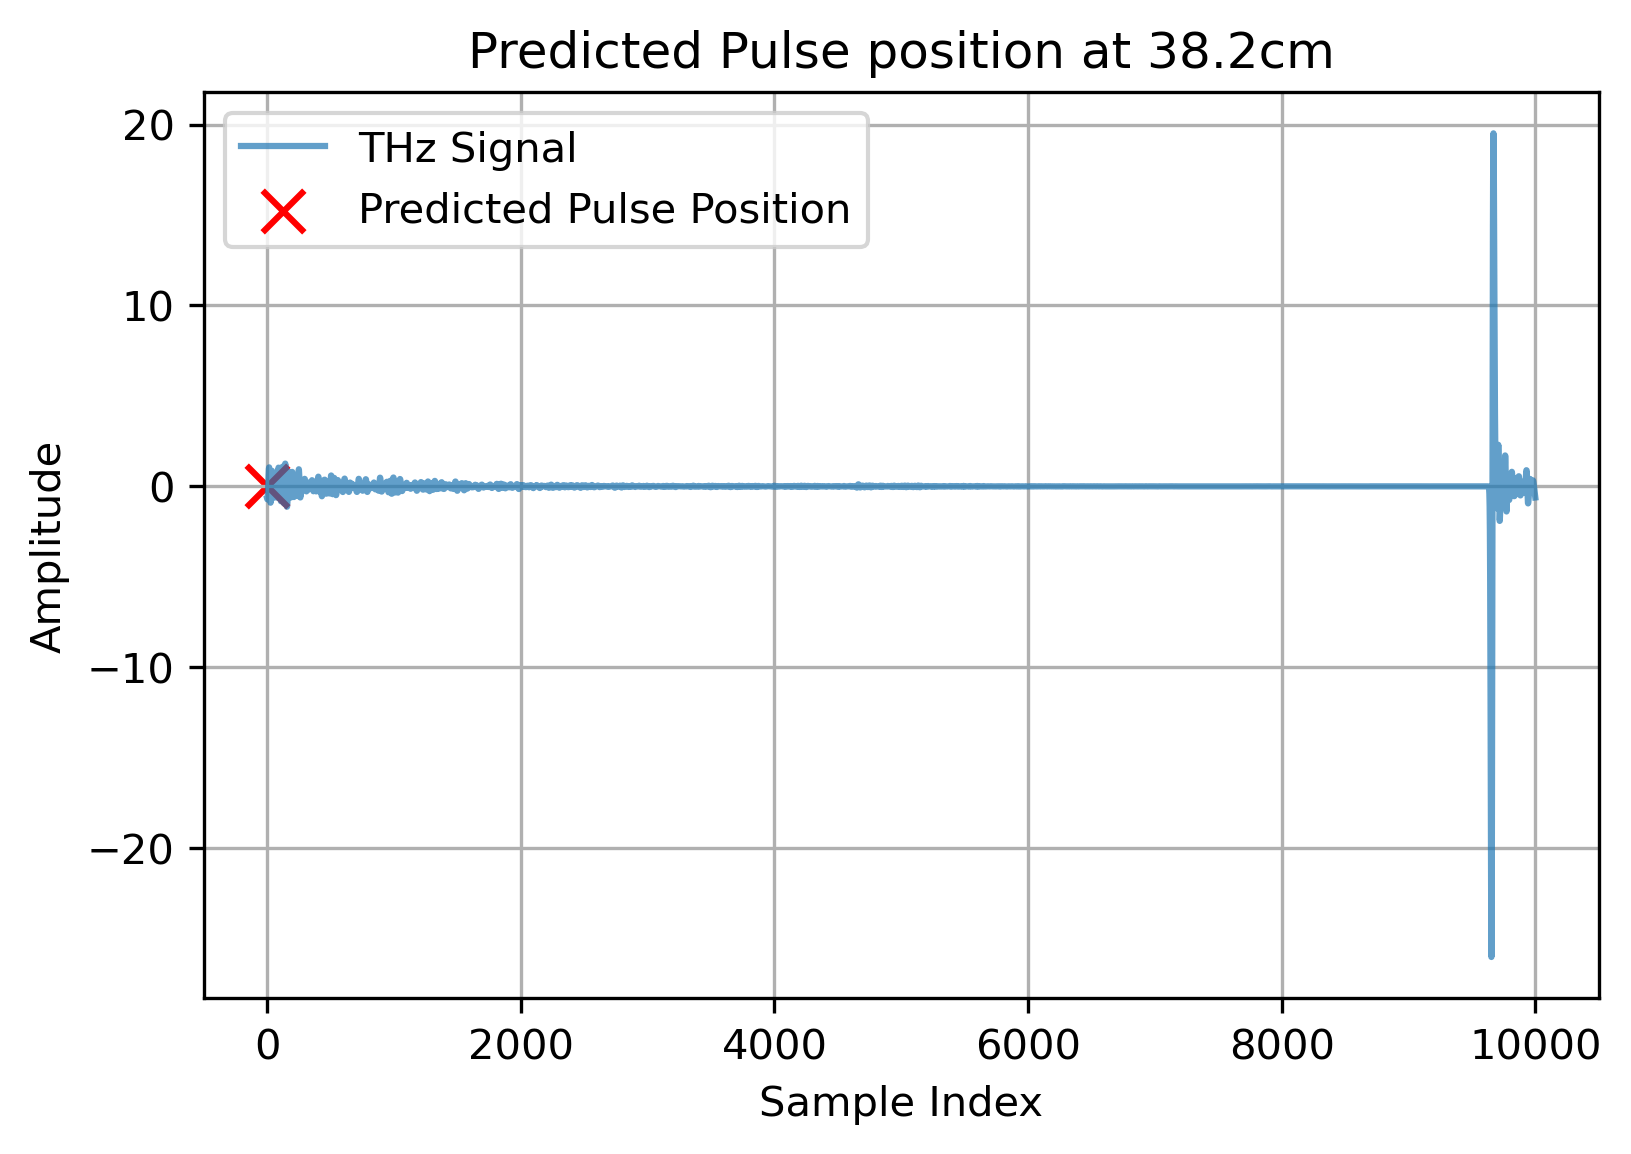 Predicted Pulse position at 38.2cm
THz Signal
Predicted Pulse Position
20
10
0
−10
−20
Amplitude
0 2000 4000 6000 8000 10000
Sample Index